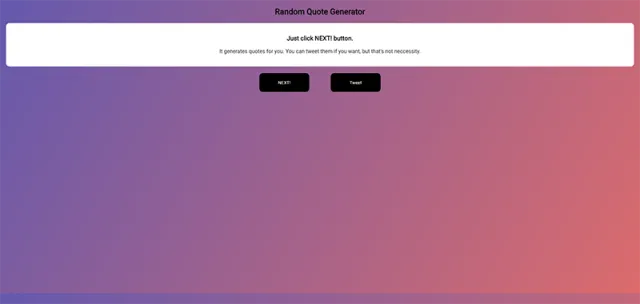 Random Quote Generator
Just click NEXT! button.
It generates quotes for you. You can tweet them if you want, but that's not neccessity.
NEXT!
Tweet